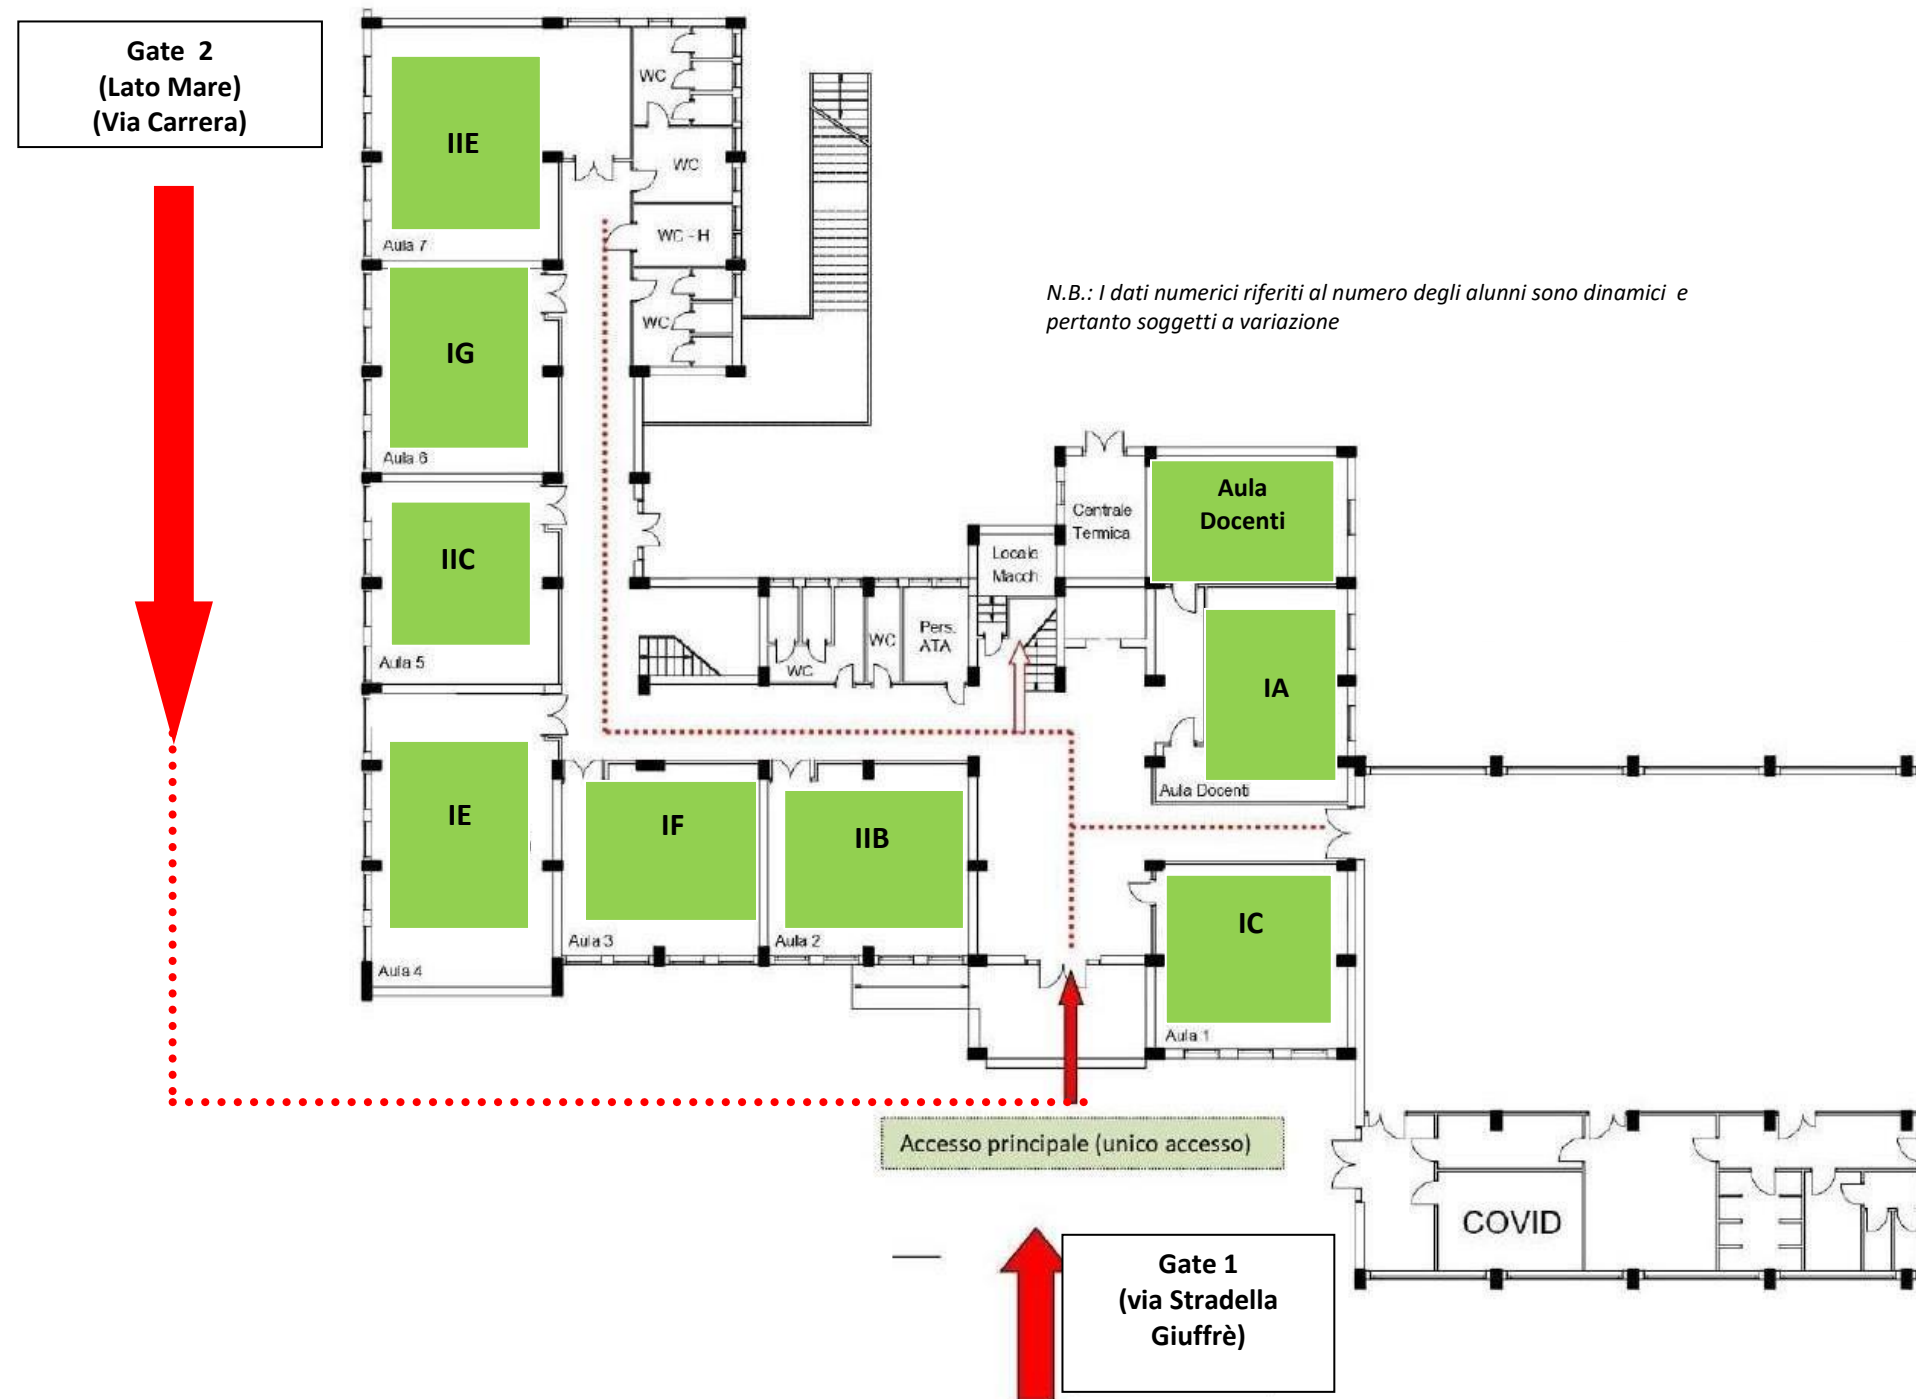 Gate 2
(Lato Mare)
(Via Carrera)
WC
IIE
WC
WC - H
Aula 7
N.B.: I dati numerici riferiti al numero degli alunni sono dinamici e
pertanto soggetti a variazione
WC
IG
Aula 6
Aula
Docenti
Centrale
Termica
Locale
Macch
IIC
WC
Pers.
ATA
Aula 5
WC
IA
Aula Docenti
IE
IF
IIB
IC
Aula 3
Aula 2
Aula 4
Aula 1
Accesso principale (unico accesso)
COVID
Gate 1
(via Stradella
Giuffrè)